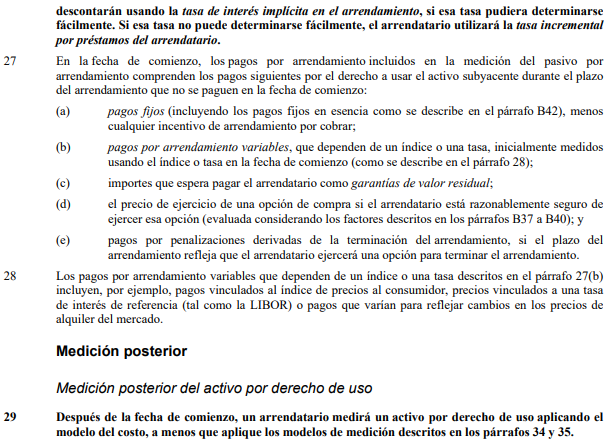 descontarán usando la tasa de interés implícita en el arrendamiento, si esa tasa pudiera determinarse
fácilmente. Si esa tasa no puede determinarse fácilmente, el arrendatario utilizará la tasa incremental
por préstamos del arrendatario.
27 En la fecha de comienzo, los pagos por arrendamiento incluidos en la medición del pasivo por
arrendamiento comprenden los pagos siguientes por el derecho a usar el activo subyacente durante el plazo
del arrendamiento que no se paguen en la fecha de comienzo:
(a) pagos fijos (incluyendo los pagos fijos en esencia como se describe en el párrafo B42), menos
cualquier incentivo de arrendamiento por cobrar;
(b) pagos por arrendamiento variables, que dependen de un índice o una tasa, inicialmente medidos
usando el índice o tasa en la fecha de comienzo (como se describe en el párrafo 28);
(c) importes que espera pagar el arrendatario como garantías de valor residual;
(d) el precio de ejercicio de una opción de compra si el arrendatario está razonablemente seguro de
ejercer esa opción (evaluada considerando los factores descritos en los párrafos B37 a B40); y
(e) pagos por penalizaciones derivadas de la terminación del arrendamiento, si el plazo del
arrendamiento refleja que el arrendatario ejercerá una opción para terminar el arrendamiento.
28 Los pagos por arrendamiento variables que dependen de un índice o una tasa descritos en el párrafo 27(b)
incluyen, por ejemplo, pagos vinculados al índice de precios al consumidor, precios vinculados a una tasa
de interés de referencia (tal como la LIBOR) o pagos que varían para reflejar cambios en los precios de
alquiler del mercado.
Medición posterior
Medición posterior del activo por derecho de uso
29 Después de la fecha de comienzo, un arrendatario medirá un activo por derecho de uso aplicando el
modelo del costo, a menos que aplique los modelos de medición descritos en los párrafos 34 y 35.